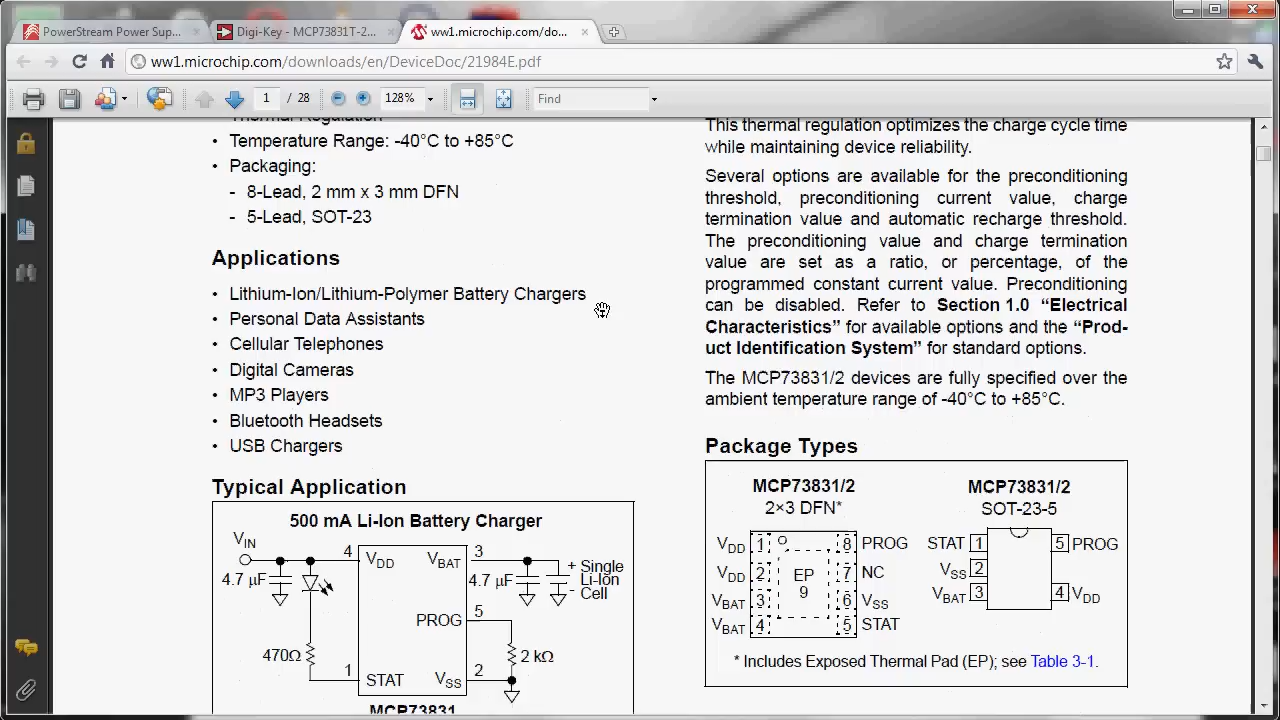 PowerStream Power Sup...
Digi-Key - MCP73831T-2...
ww1.microchip.com/do...
ww1.microchip.com/downloads/en/DeviceDoc/21984E.pdf
1 / 28
128%
Find
Thermal Regulation
• Temperature Range: -40°C to +85°C
• Packaging:
- 8-Lead, 2 mm x 3 mm DFN
- 5-Lead, SOT-23
Applications
• Lithium-Ion/Lithium-Polymer Battery Chargers
• Personal Data Assistants
• Cellular Telephones
• Digital Cameras
• MP3 Players
• Bluetooth Headsets
• USB Chargers
Typical Application
500 mA Li-Ion Battery Charger
VIN
4 VDD
VBAT 3
4.7 µF
4.7 µF
+ Single
Li-Ion
- Cell
PROG 5
470Ω
2 kΩ
1 STAT
VSS 2
MCP73831
This thermal regulation optimizes the charge cycle time
while maintaining device reliability.
Several options are available for the preconditioning
threshold, preconditioning current value, charge
termination value and automatic recharge threshold.
The preconditioning value and charge termination
value are set as a ratio, or percentage, of the
programmed constant current value. Preconditioning
can be disabled. Refer to Section 1.0 “Electrical
Characteristics” for available options and the “Prod-
uct Identification System” for standard options.
The MCP73831/2 devices are fully specified over the
ambient temperature range of -40°C to +85°C.
Package Types
MCP73831/2
2×3 DFN*
VDD 1
8 PROG
VDD 2
7 NC
EP
9
VBAT 3
6 VSS
VBAT 4
5 STAT
MCP73831/2
SOT-23-5
STAT 1
5 PROG
VSS 2
VBAT 3
4 VDD
* Includes Exposed Thermal Pad (EP); see Table 3-1.